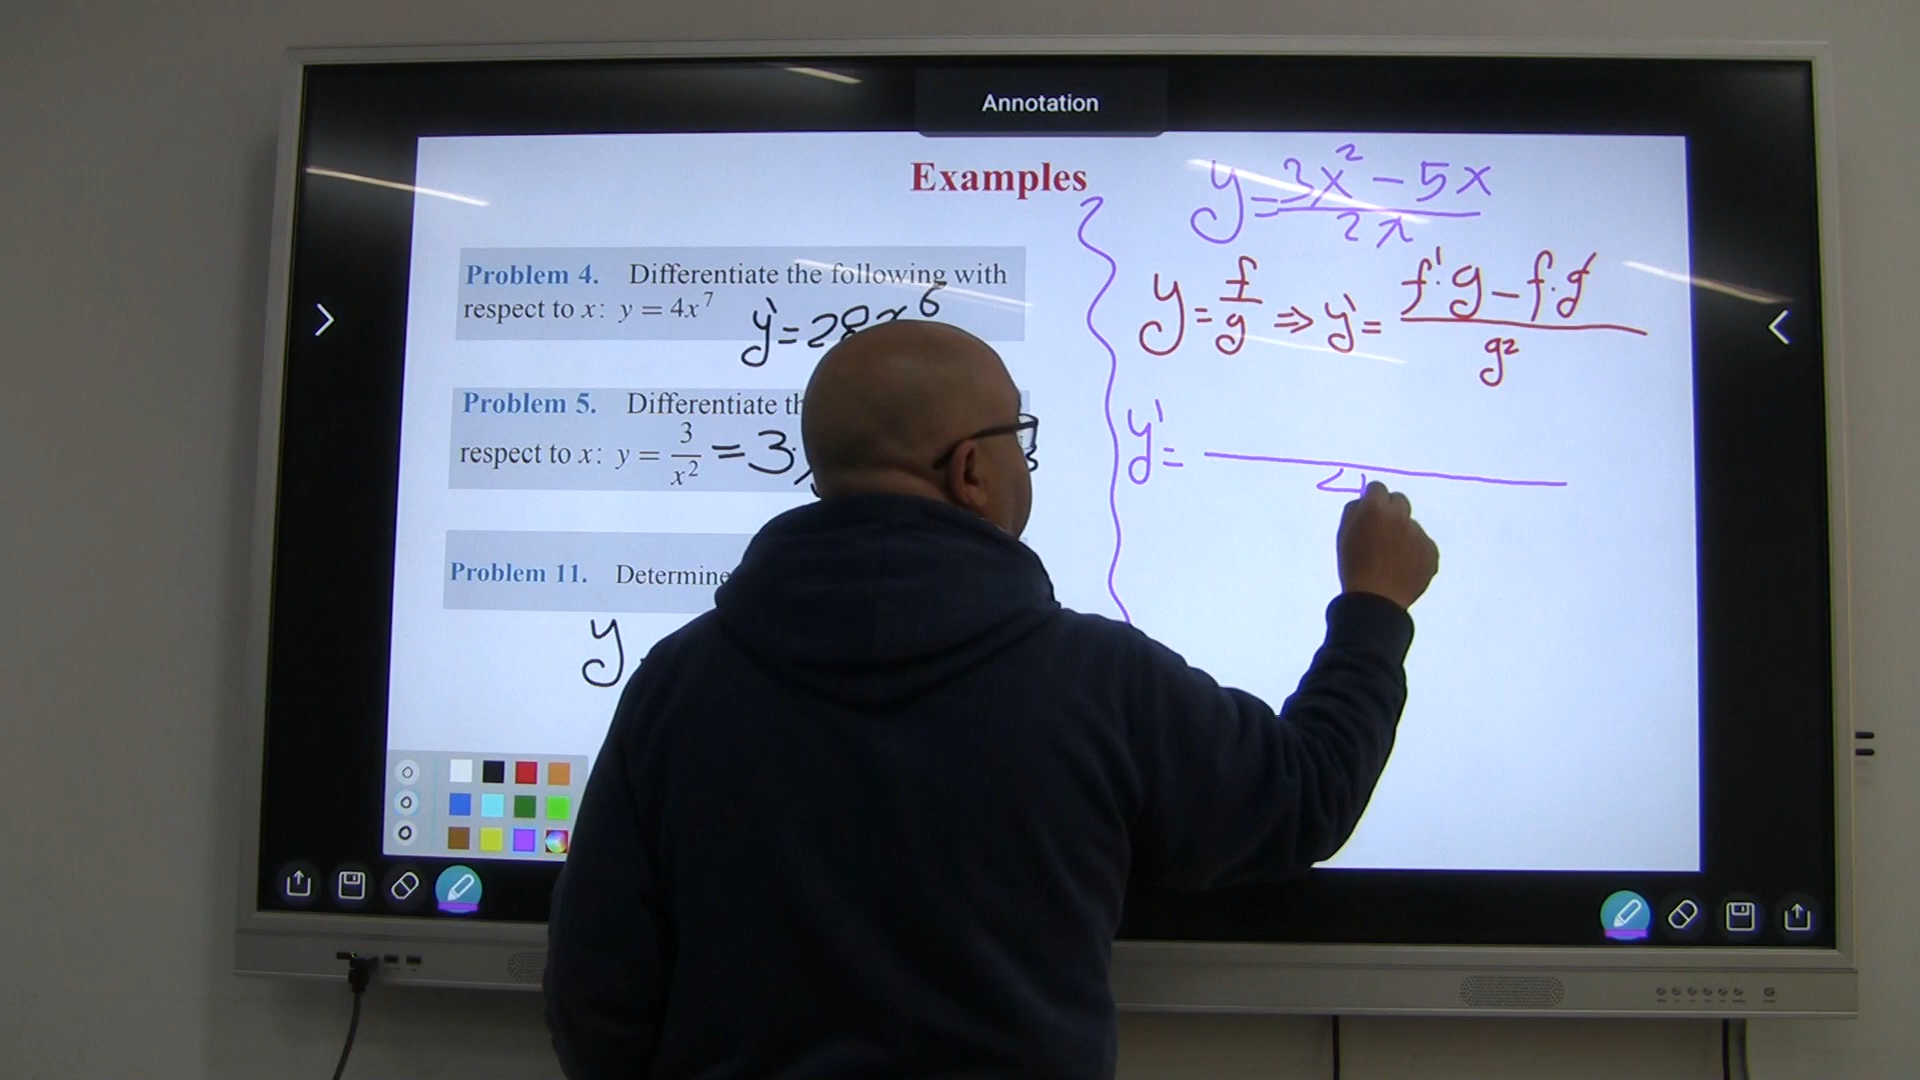 Annotation
Examples
Problem 4. Differentiate the following with
respect to x: y = 4x⁷ y' = 28x⁶
Problem 5. Differentiate
respect to x: y = 3/x² = 3
Problem 11. Determine
y
y = (3x² - 5x)/(2x)
y = f/g ⇒ y' = (f'·g - f·g')/g²
y' =
4